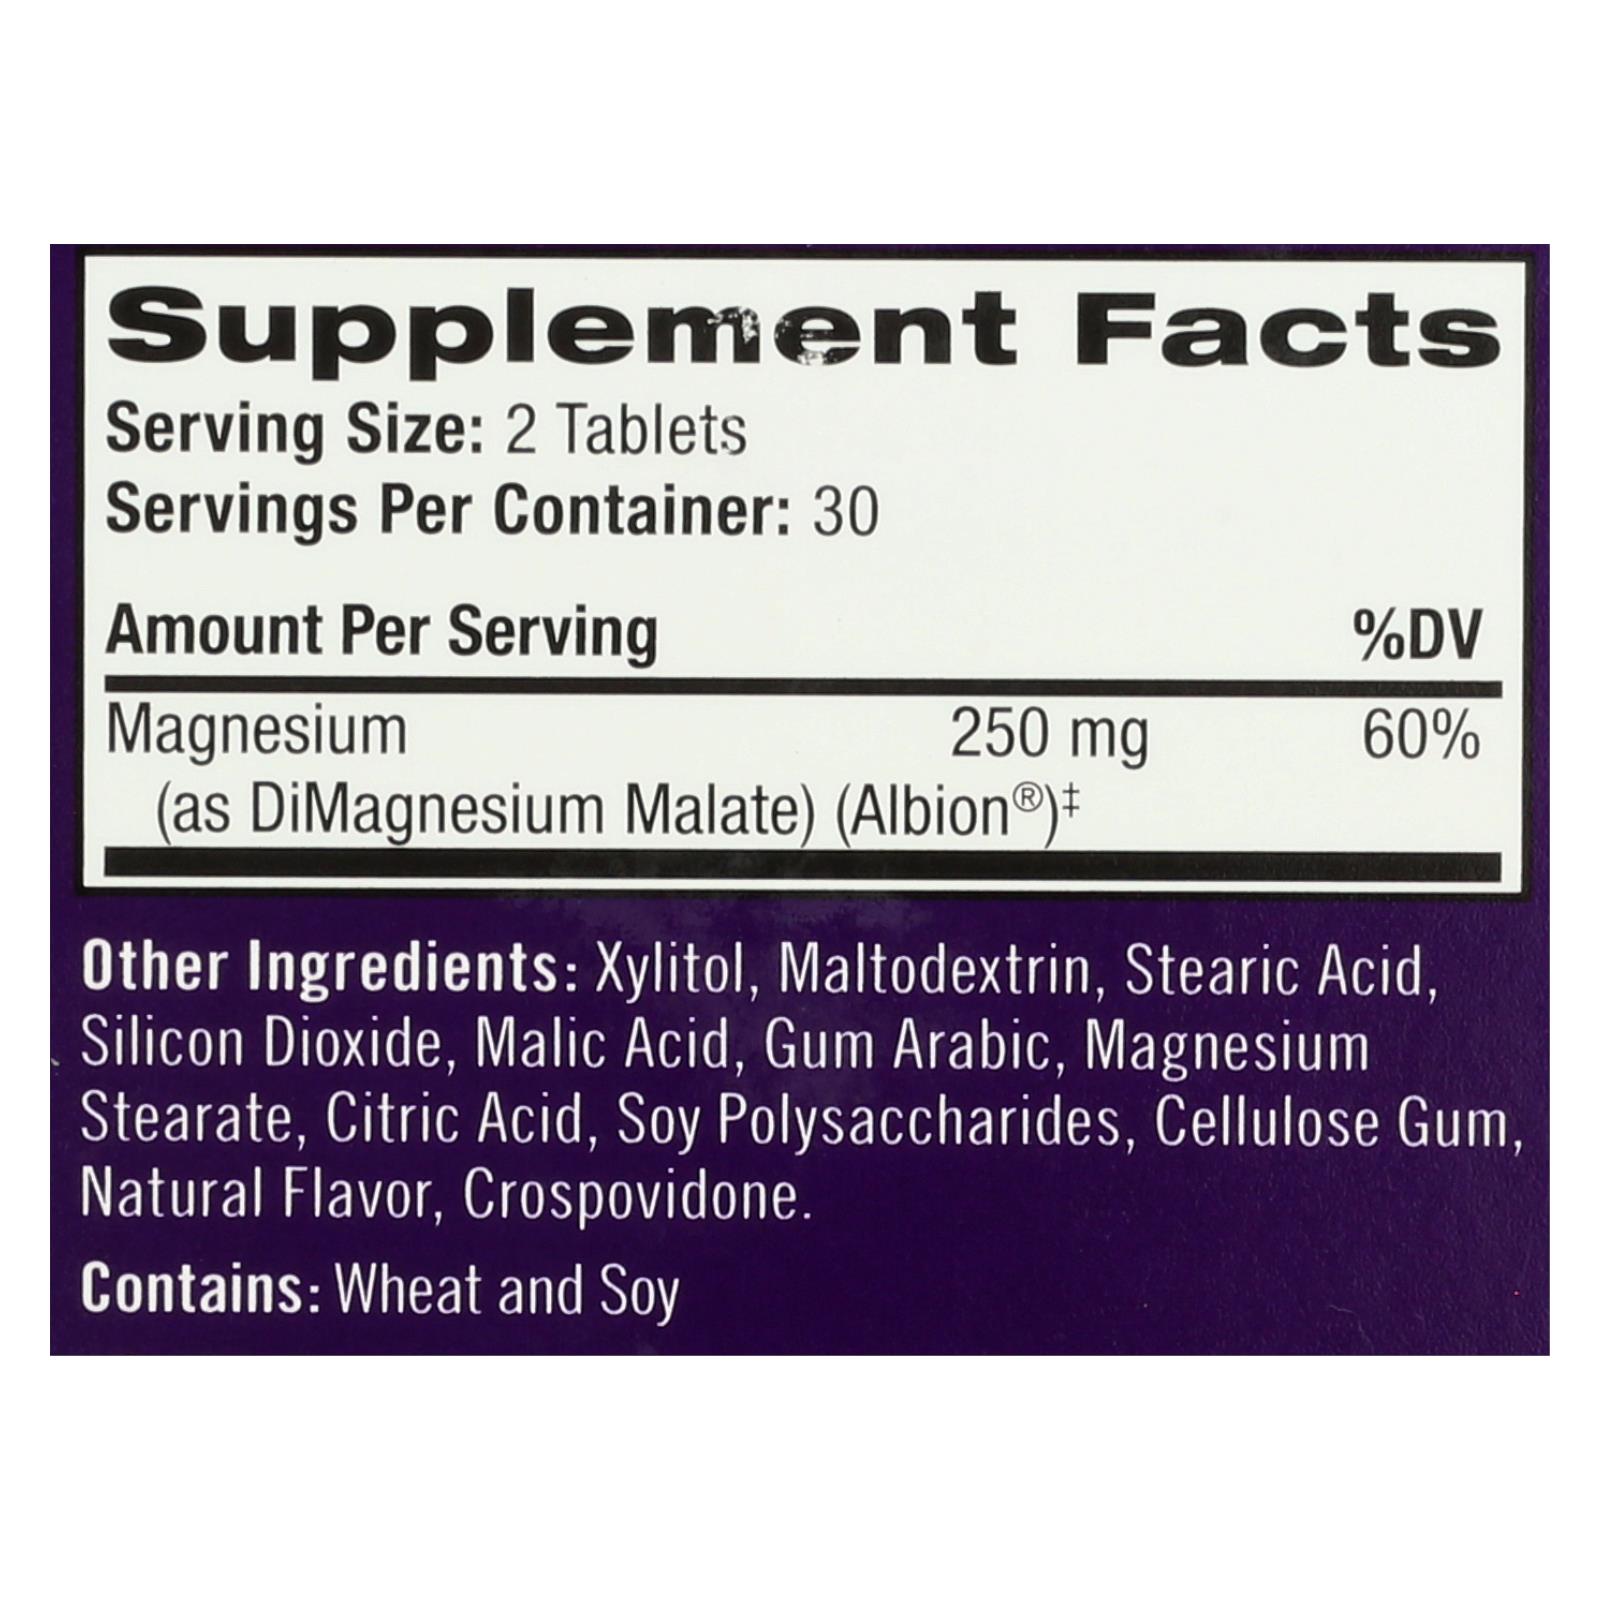 Supplement Facts
Serving Size: 2 Tablets
Servings Per Container: 30
Amount Per Serving %DV
Magnesium 250 mg 60%
(as DiMagnesium Malate) (Albion®)‡
Other Ingredients: Xylitol, Maltodextrin, Stearic Acid,
Silicon Dioxide, Malic Acid, Gum Arabic, Magnesium
Stearate, Citric Acid, Soy Polysaccharides, Cellulose Gum,
Natural Flavor, Crospovidone.
Contains: Wheat and Soy